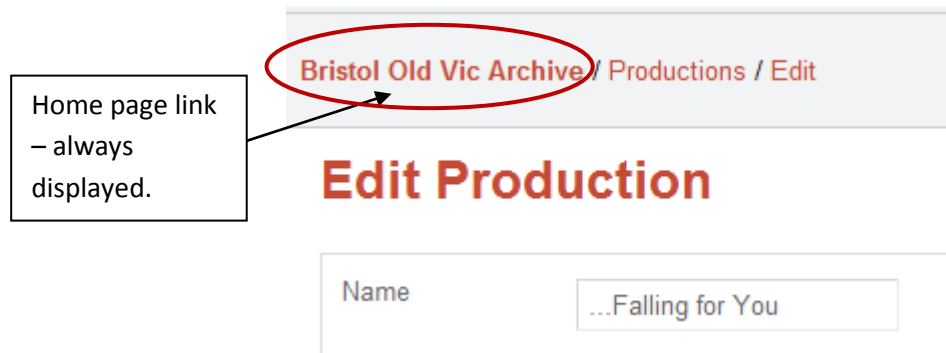 Bristol Old Vic Archive / Productions / Edit
Home page link
– always
displayed.
Edit Production
Name
...Falling for You